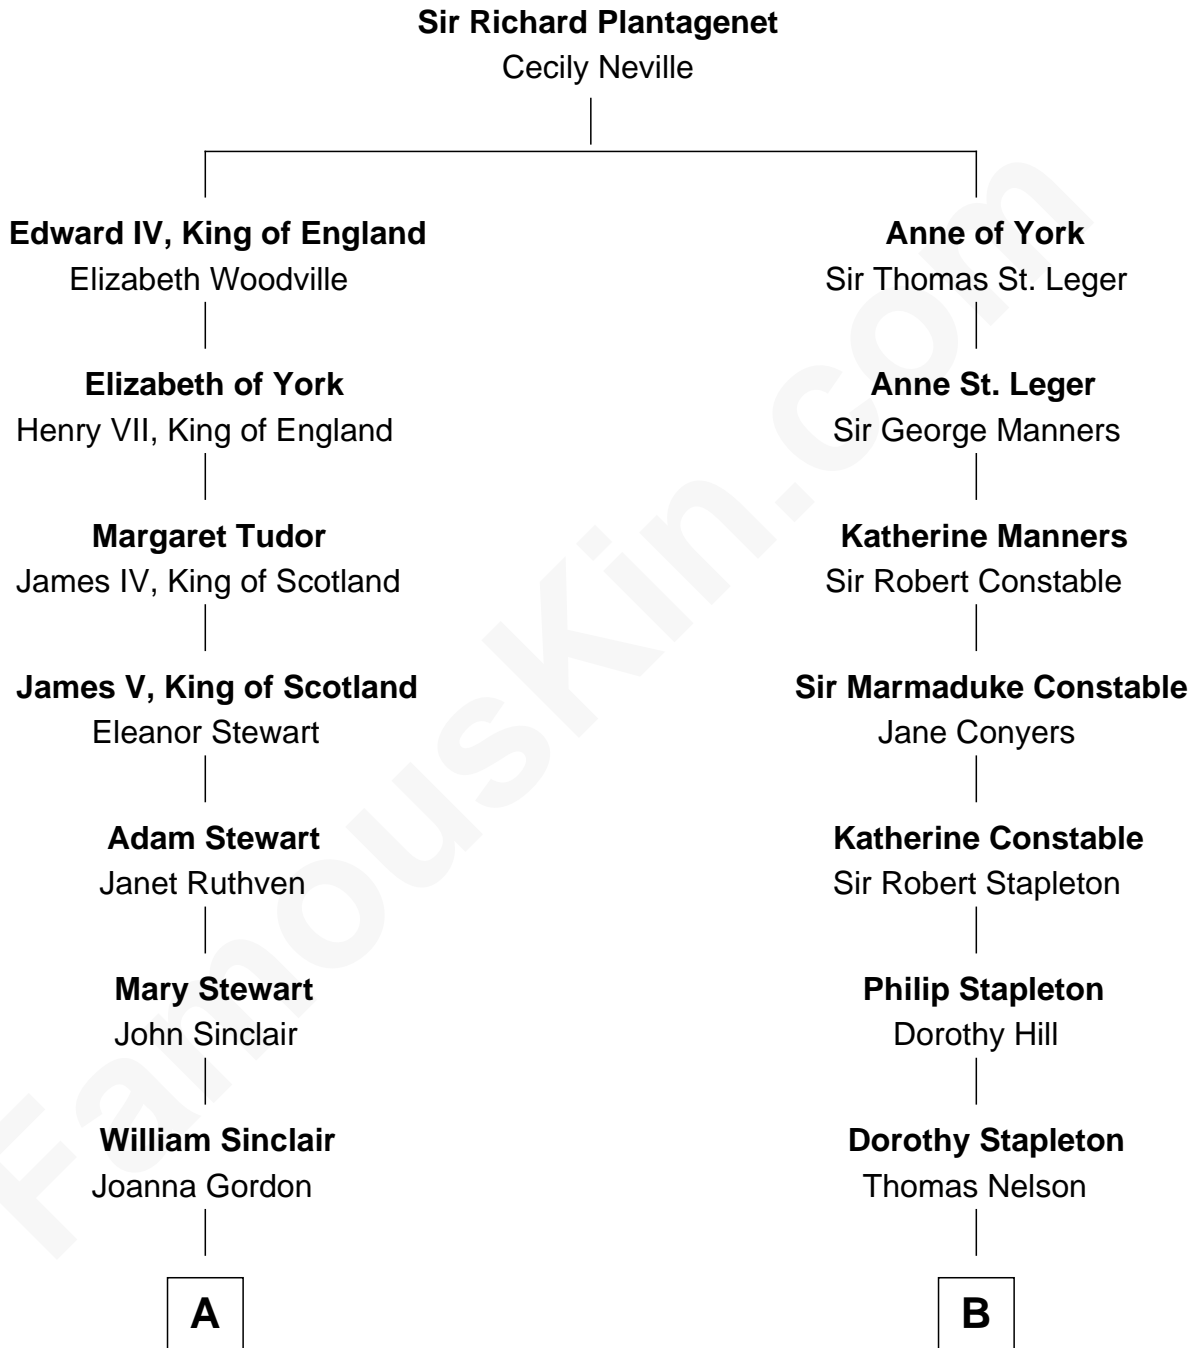 Sir Richard Plantagenet
Cecily Neville
Edward IV, King of England
Elizabeth Woodville
Elizabeth of York
Henry VII, King of England
Margaret Tudor
James IV, King of Scotland
James V, King of Scotland
Eleanor Stewart
Adam Stewart
Janet Ruthven
Mary Stewart
John Sinclair
William Sinclair
Joanna Gordon
A
Anne of York
Sir Thomas St. Leger
Anne St. Leger
Sir George Manners
Katherine Manners
Sir Robert Constable
Sir Marmaduke Constable
Jane Conyers
Katherine Constable
Sir Robert Stapleton
Philip Stapleton
Dorothy Hill
Dorothy Stapleton
Thomas Nelson
B
FamousKin.com